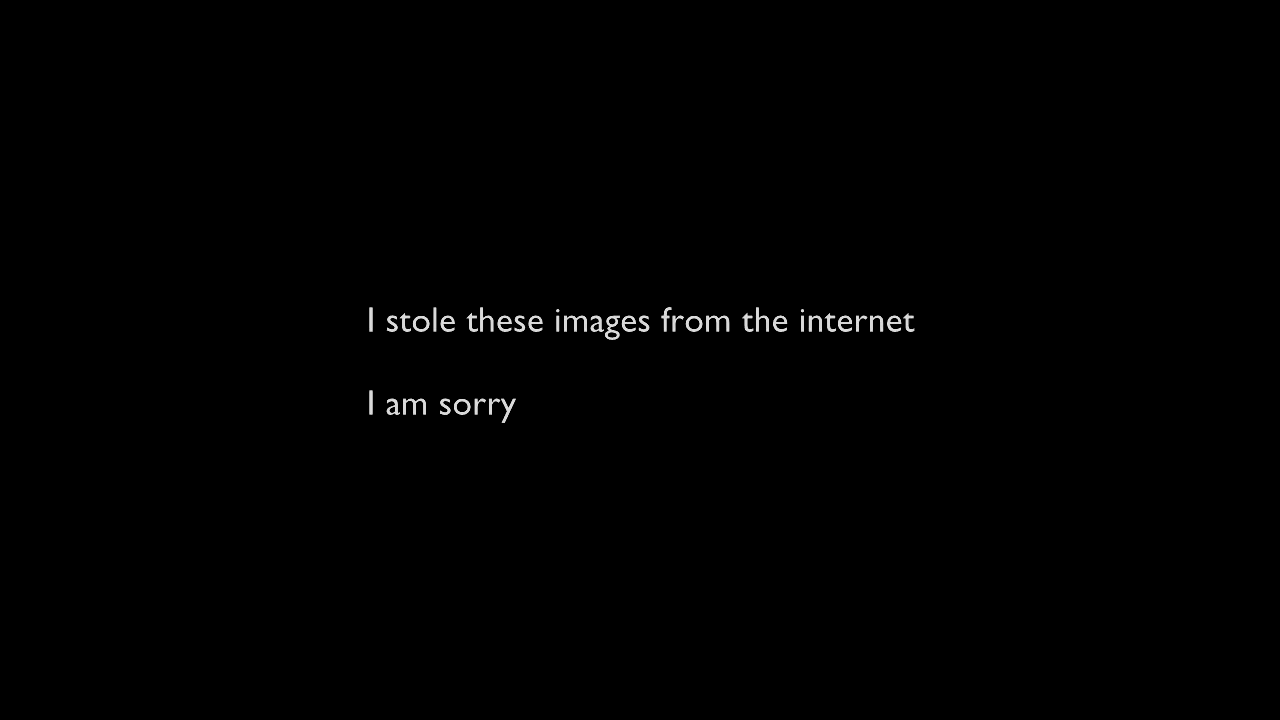 I stole these images from the internet
I am sorry